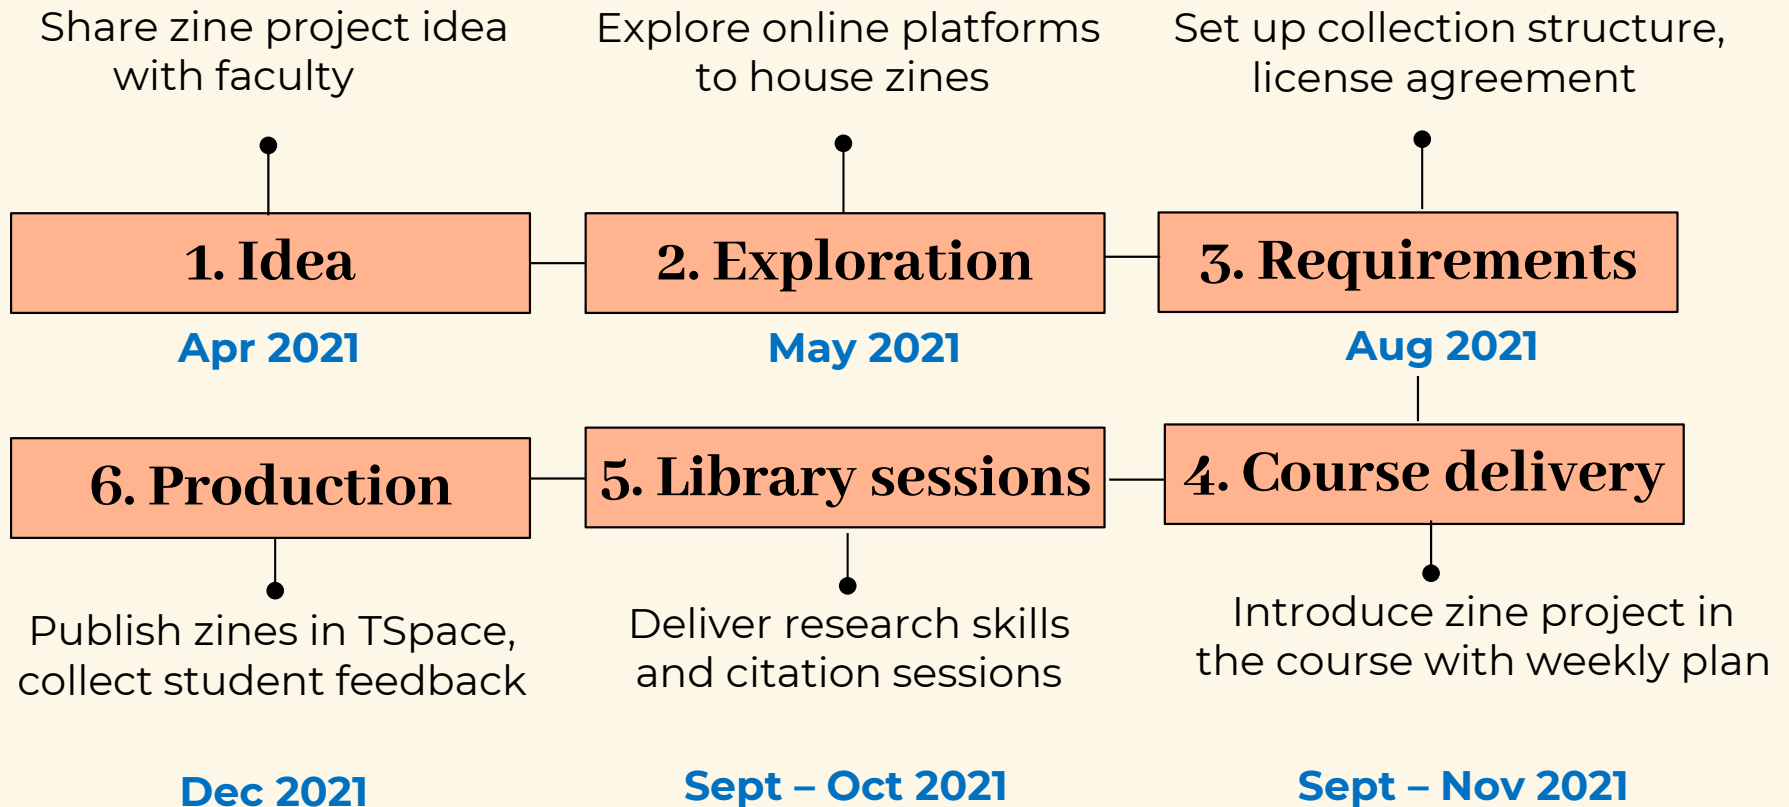 Share zine project idea
with faculty
Explore online platforms
to house zines
Set up collection structure,
license agreement
1. Idea
2. Exploration
3. Requirements
Apr 2021
May 2021
Aug 2021
6. Production
5. Library sessions
4. Course delivery
Publish zines in TSpace,
collect student feedback
Deliver research skills
and citation sessions
Introduce zine project in
the course with weekly plan
Dec 2021
Sept – Oct 2021
Sept – Nov 2021